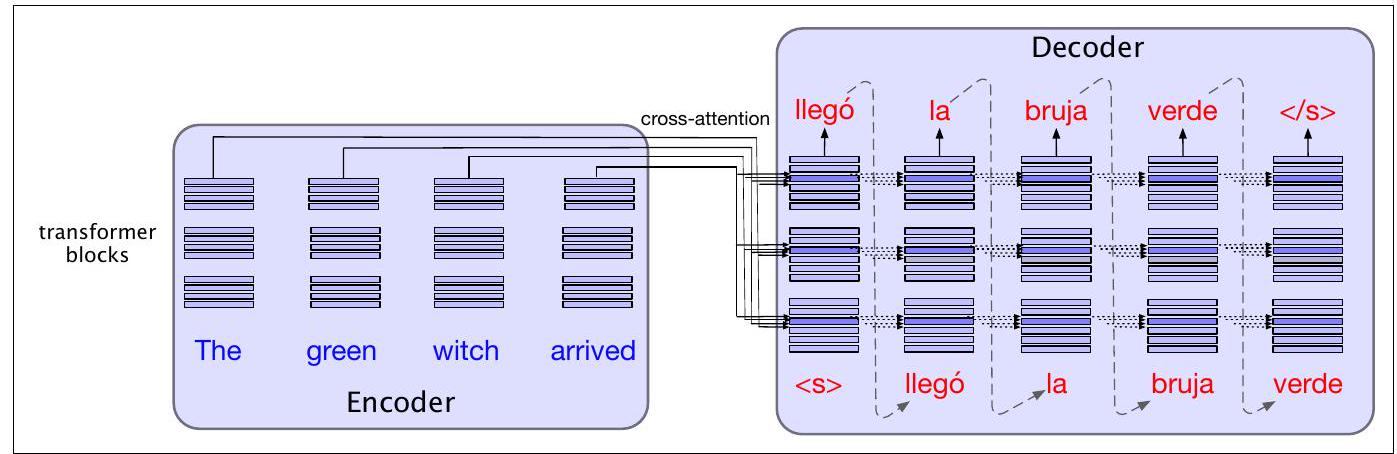 Decoder
cross-attention
llegó la bruja verde </s>
transformer
blocks
The green witch arrived
<s> llegó la bruja verde
Encoder